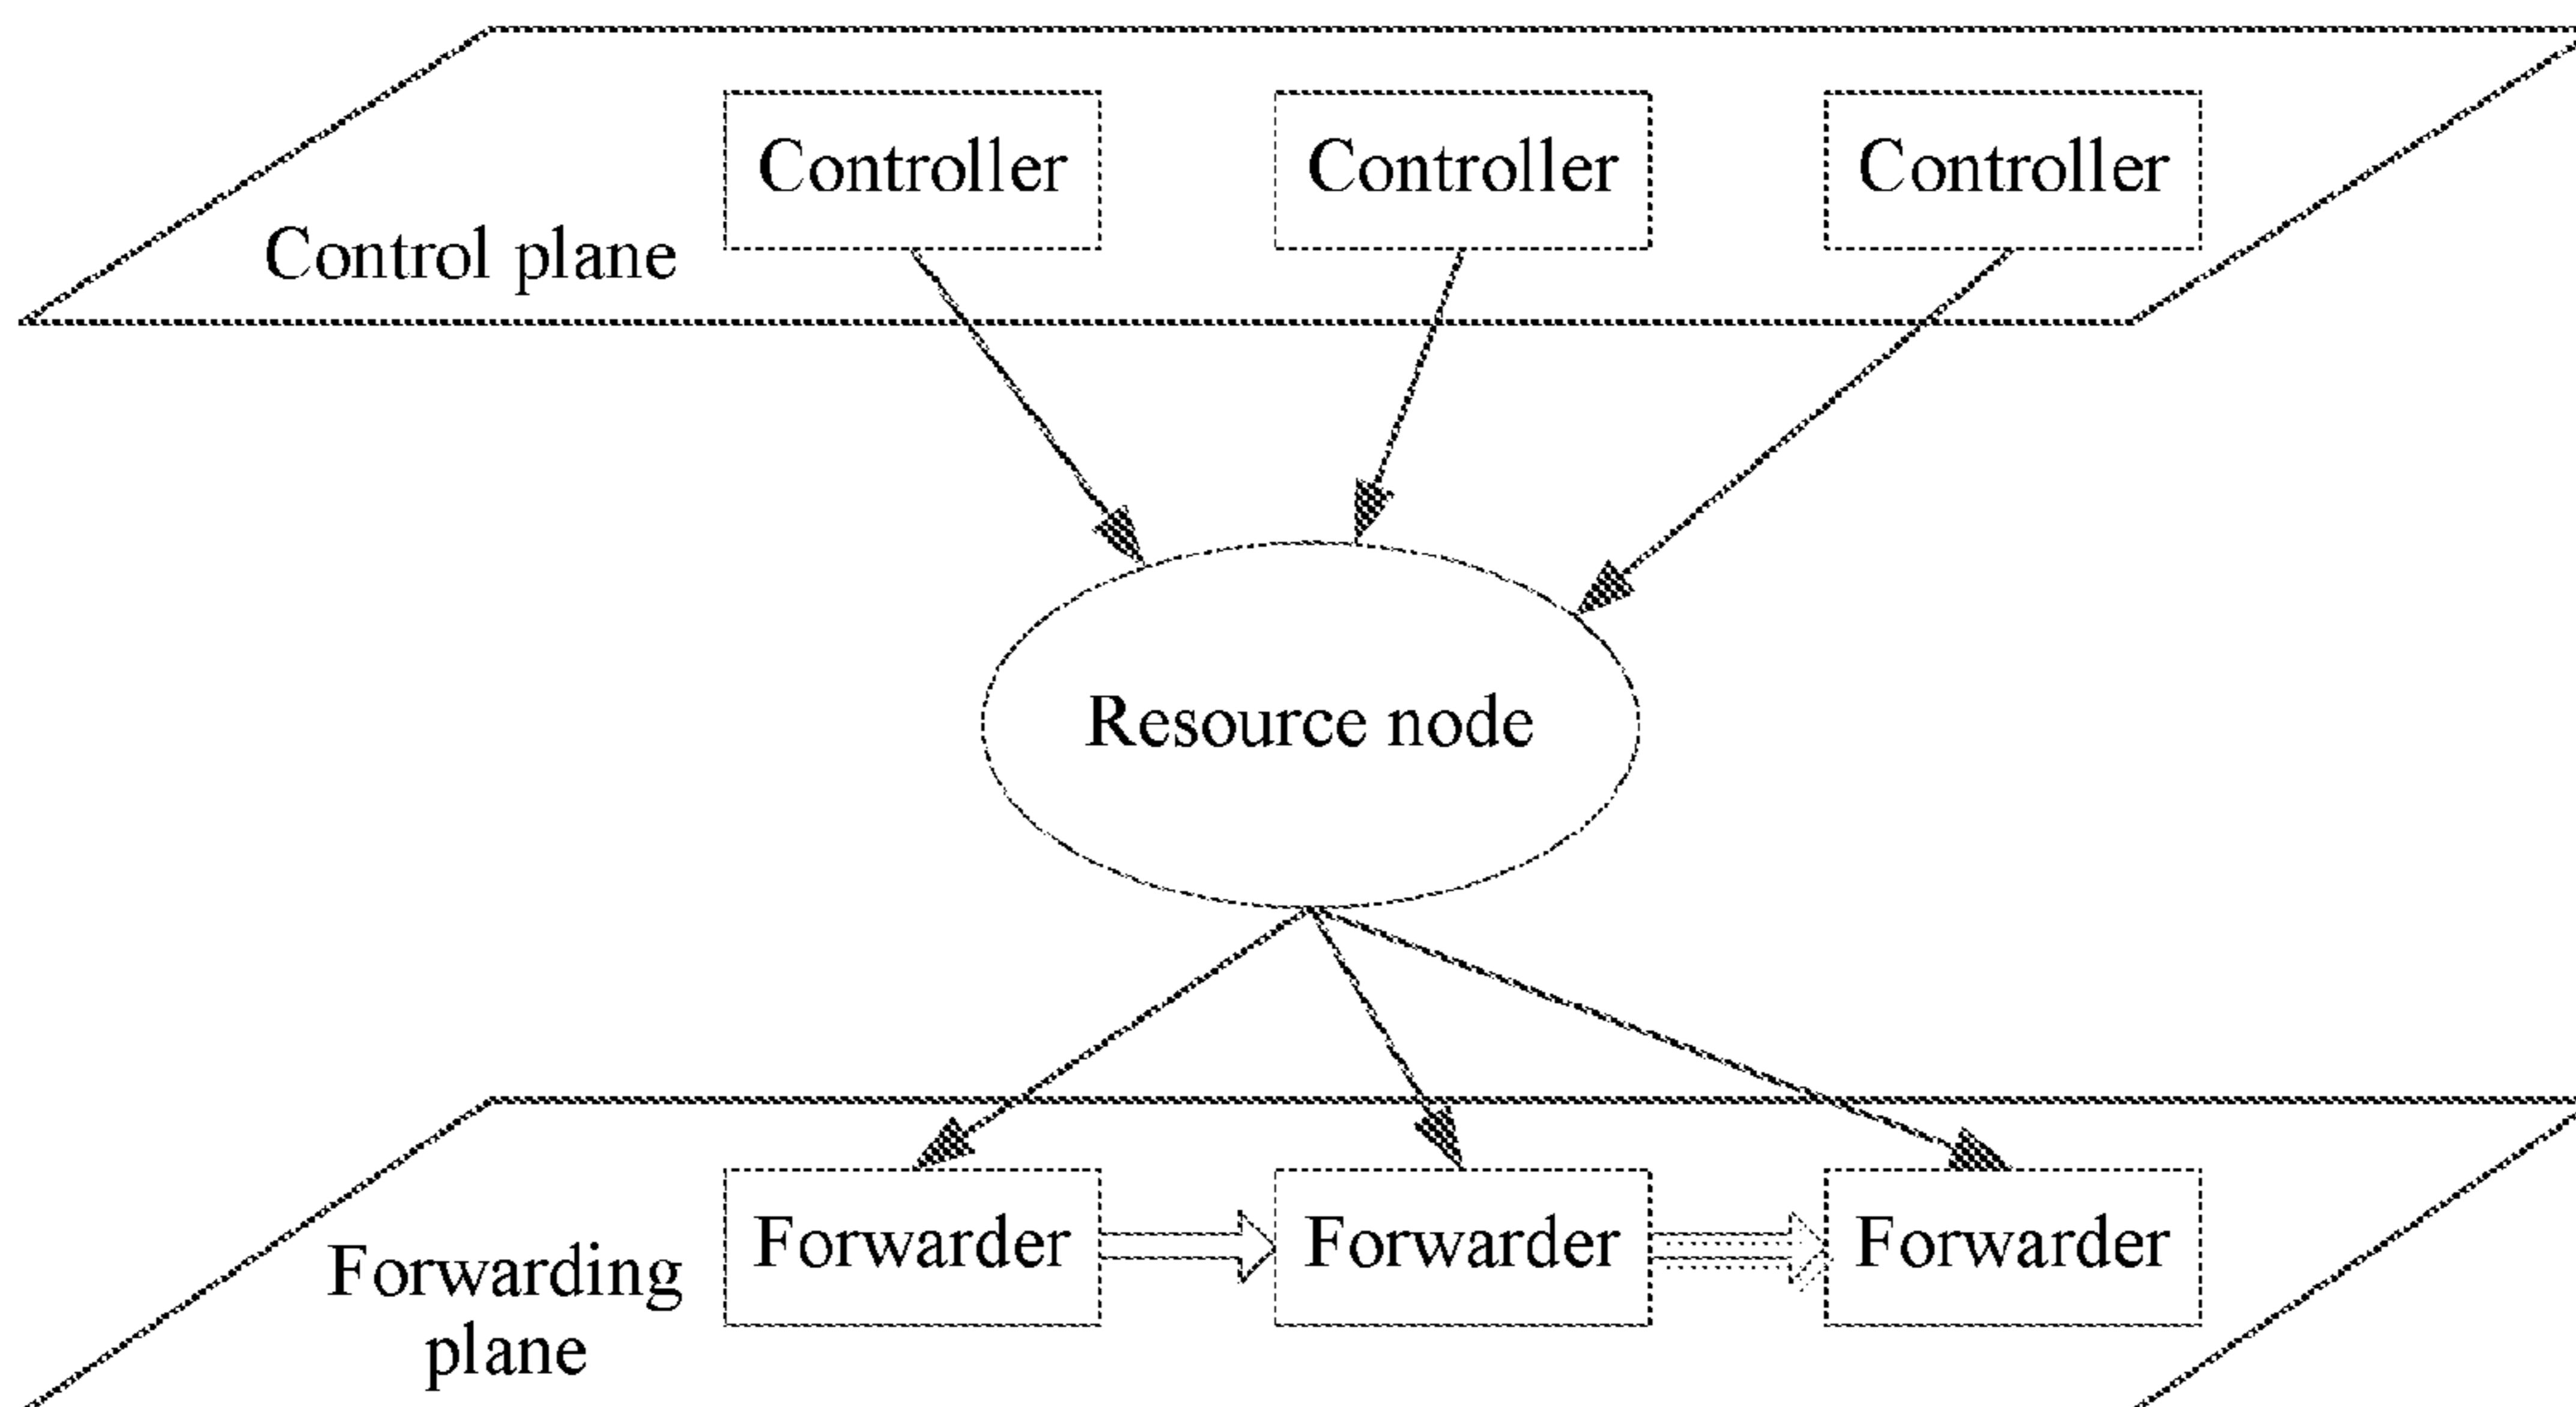 Controller
Controller
Controller
Control plane
Resource node
Forwarder
Forwarder
Forwarder
Forwarding
plane